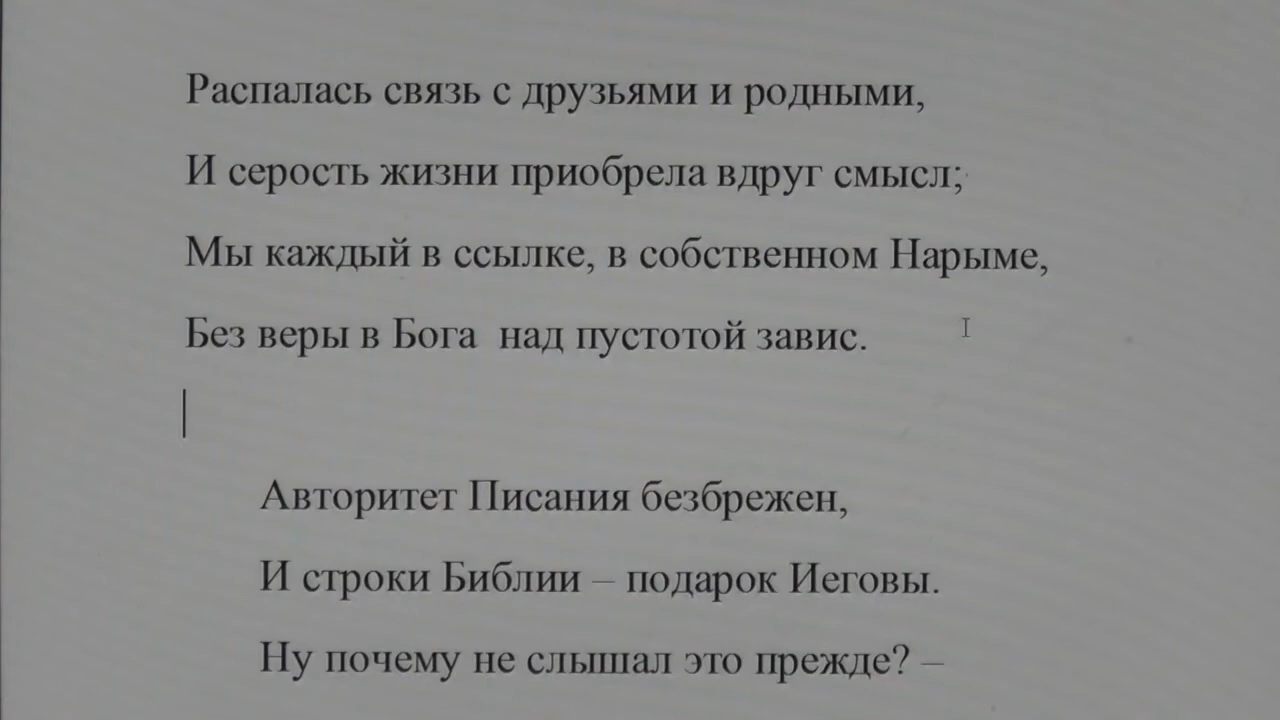 Распалась связь с друзьями и родными,
И серость жизни приобрела вдруг смысл;
Мы каждый в ссылке, в собственном Нарыме,
Без веры в Бога  над пустотой завис.
Авторитет Писания безбрежен,
И строки Библии – подарок Иеговы.
Ну почему не слышал это прежде? –